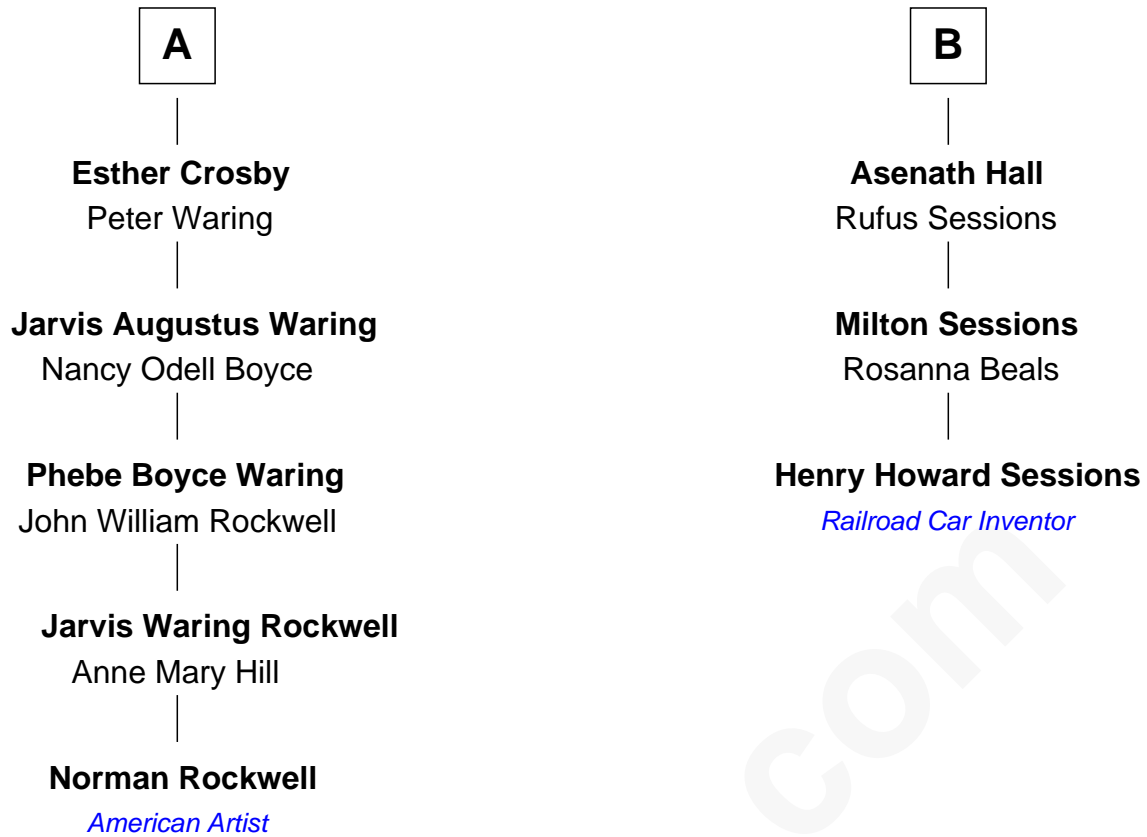 A
Esther Crosby
Peter Waring
Jarvis Augustus Waring
Nancy Odell Boyce
Phebe Boyce Waring
John William Rockwell
Jarvis Waring Rockwell
Anne Mary Hill
Norman Rockwell
American Artist
B
Asenath Hall
Rufus Sessions
Milton Sessions
Rosanna Beals
Henry Howard Sessions
Railroad Car Inventor
com